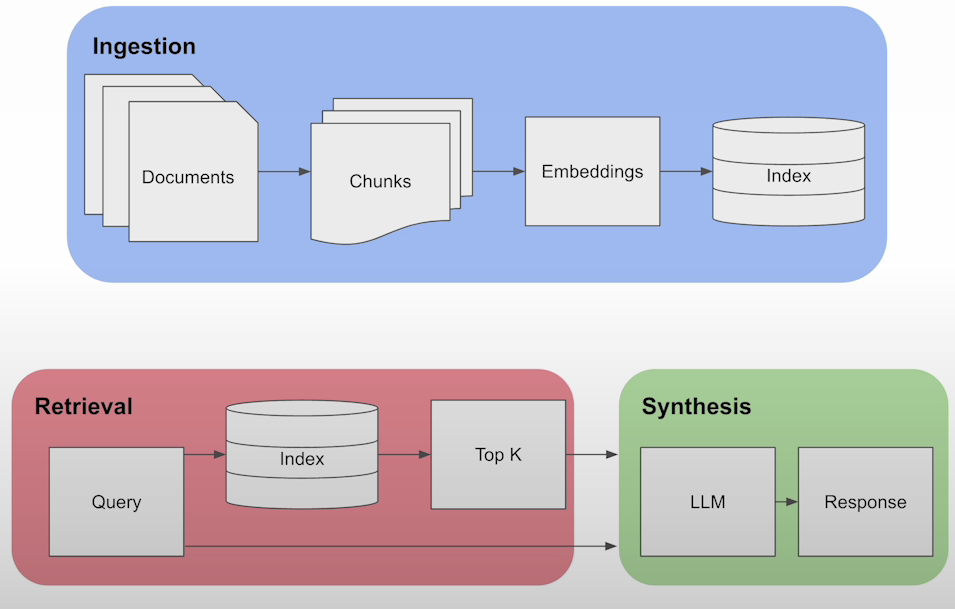 Ingestion
Documents
Chunks
Embeddings
Index
Retrieval
Query
Index
Top K
Synthesis
LLM
Response